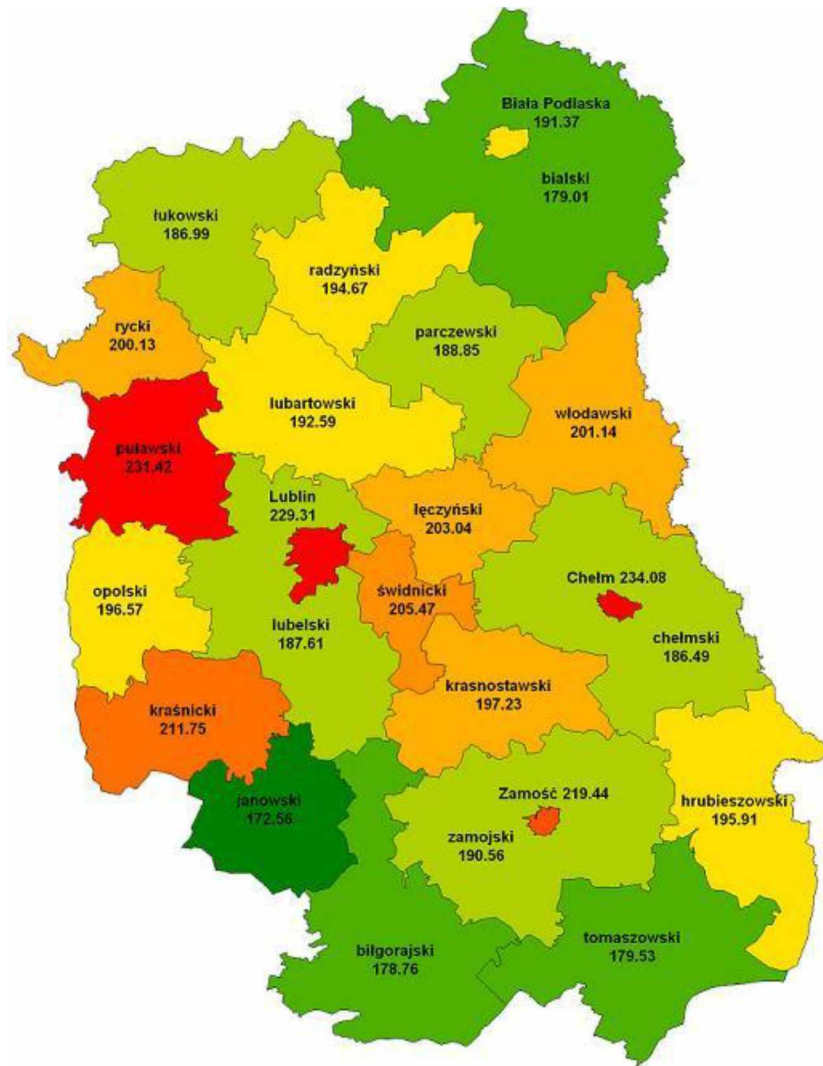 Biała Podlaska
191.37
bialski
179.01
łukowski
186.99
radzyński
194.67
rycki
200.13
parczewski
188.85
lubartowski
192.59
włodawski
201.14
puławski
231.42
Lublin
229.31
łęczyński
203.04
opolski
196.57
świdnicki
205.47
Chełm 234.08
lubelski
187.61
chełmski
186.49
krasnostawski
197.23
kraśnicki
211.75
janowski
172.56
Zamość 219.44
zamojski
190.56
hrubieszowski
195.91
biłgorajski
178.76
tomaszowski
179.53